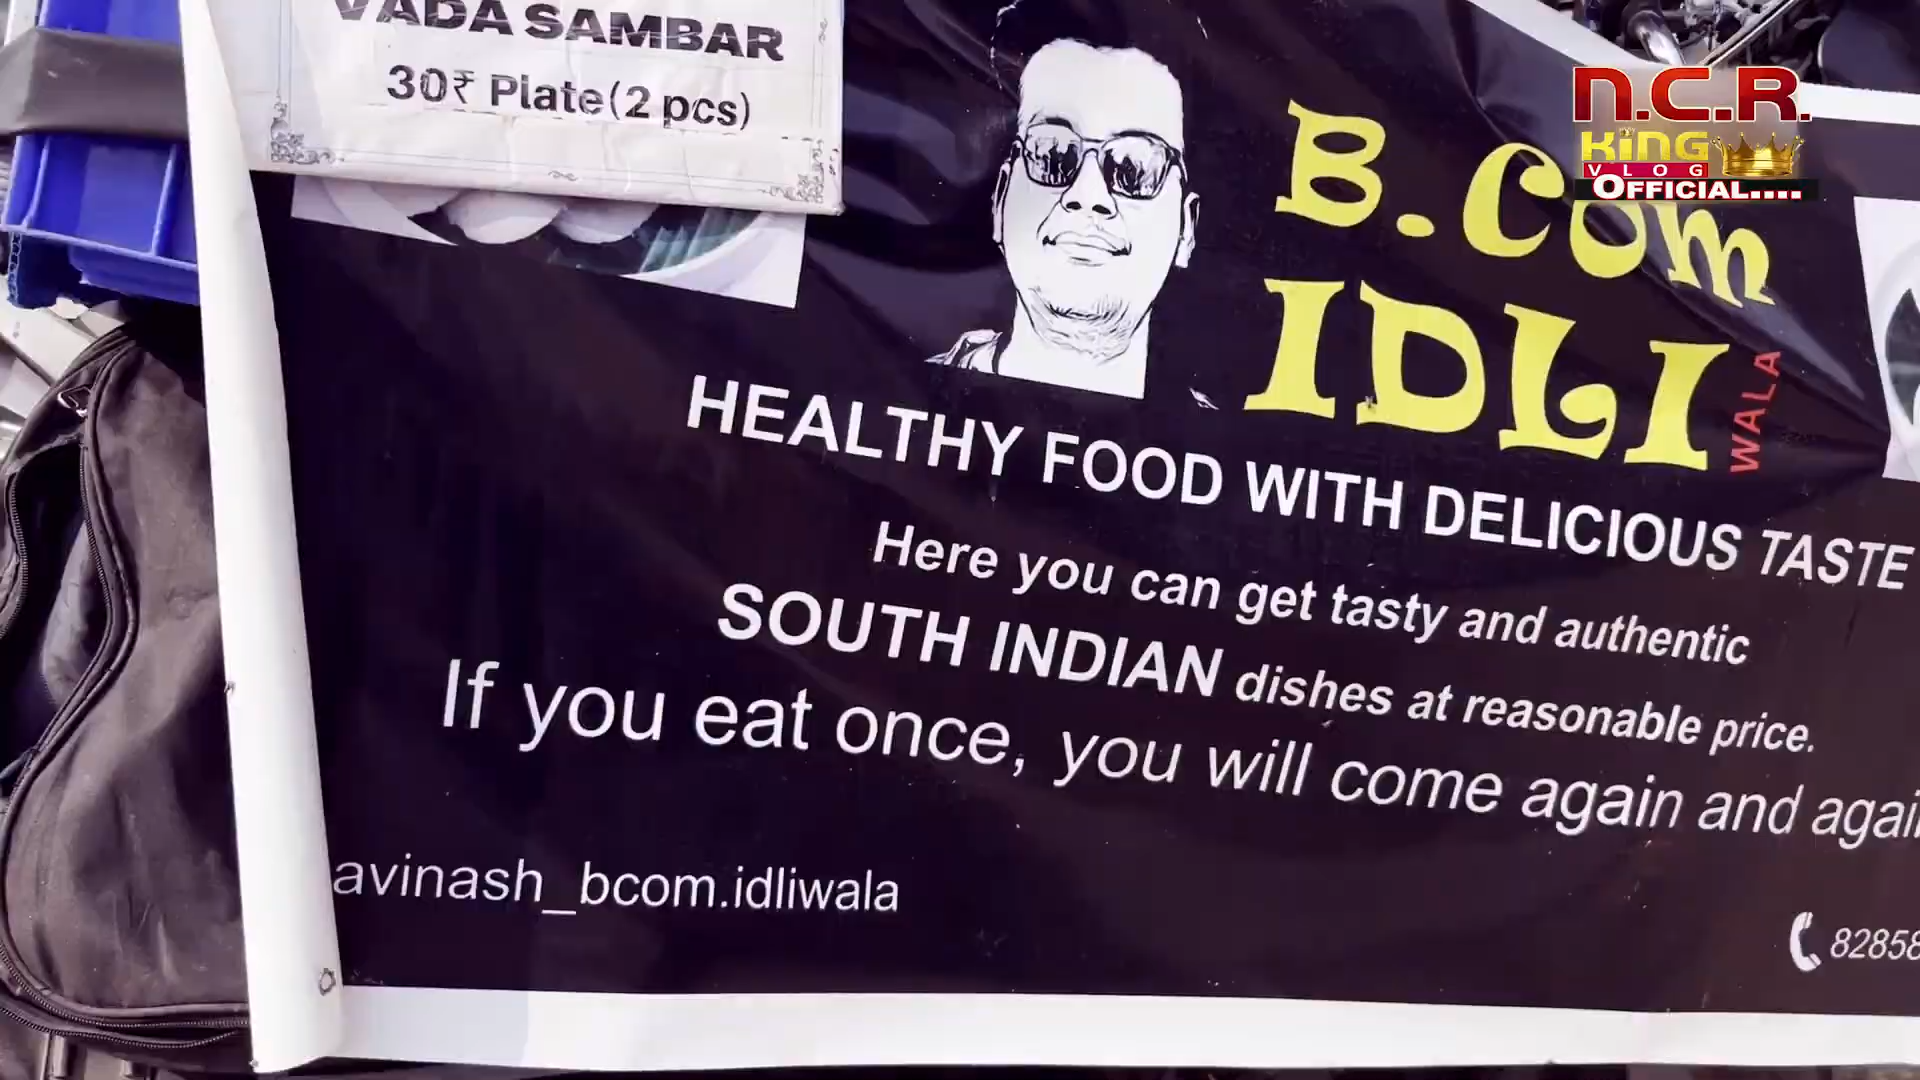 VADA SAMBAR
30₹ Plate(2 pcs)
N.C.R.
KiNG
VLOG
OFFICIAL....
B.Com
IDLI
WALA
HEALTHY FOOD WITH DELICIOUS TASTE
Here you can get tasty and authentic
SOUTH INDIAN dishes at reasonable price.
If you eat once, you will come again and agai
avinash_bcom.idliwala
82858